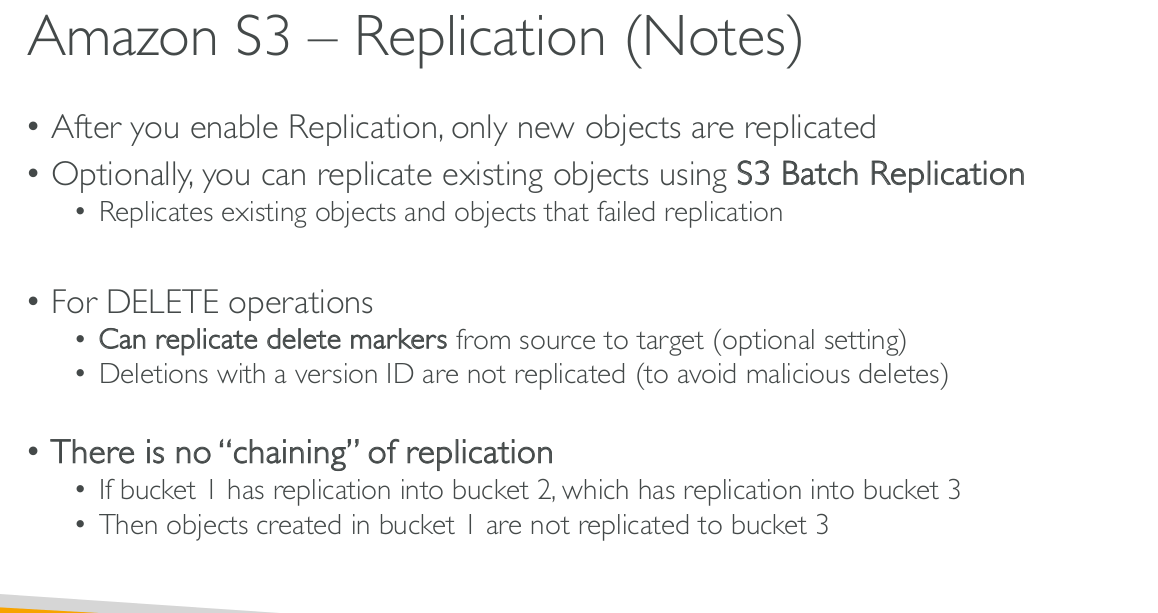 Amazon S3 – Replication (Notes)
• After you enable Replication, only new objects are replicated
• Optionally, you can replicate existing objects using S3 Batch Replication
• Replicates existing objects and objects that failed replication
• For DELETE operations
• Can replicate delete markers from source to target (optional setting)
• Deletions with a version ID are not replicated (to avoid malicious deletes)
• There is no “chaining” of replication
• If bucket 1 has replication into bucket 2, which has replication into bucket 3
• Then objects created in bucket 1 are not replicated to bucket 3